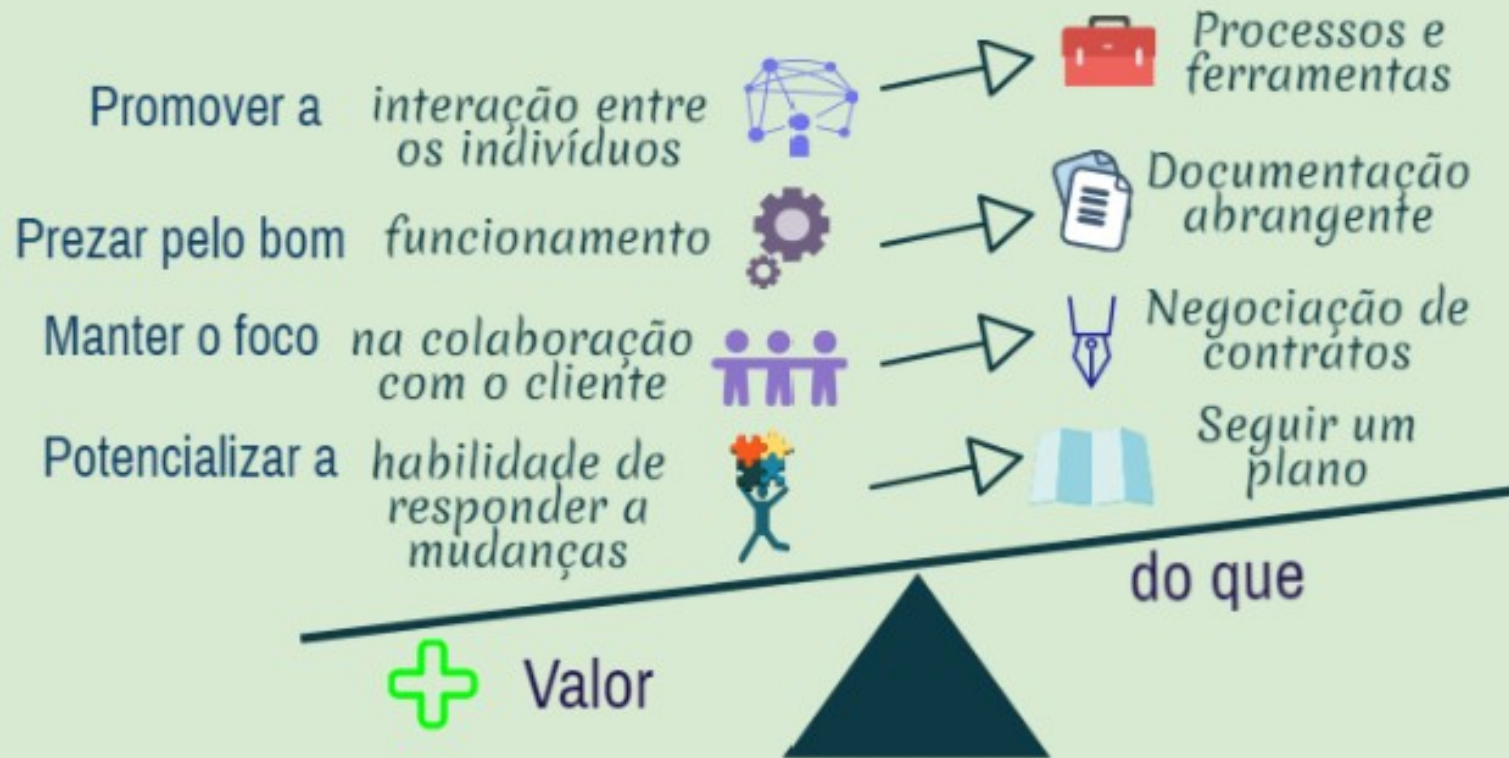 Promover a
interação entre
os indivíduos
Processos e
ferramentas
Prezar pelo bom
funcionamento
Documentação
abrangente
Manter o foco
na colaboração
com o cliente
Negociação de
contratos
Potencializar a
habilidade de
responder a
mudanças
Seguir um
plano
Valor
do que